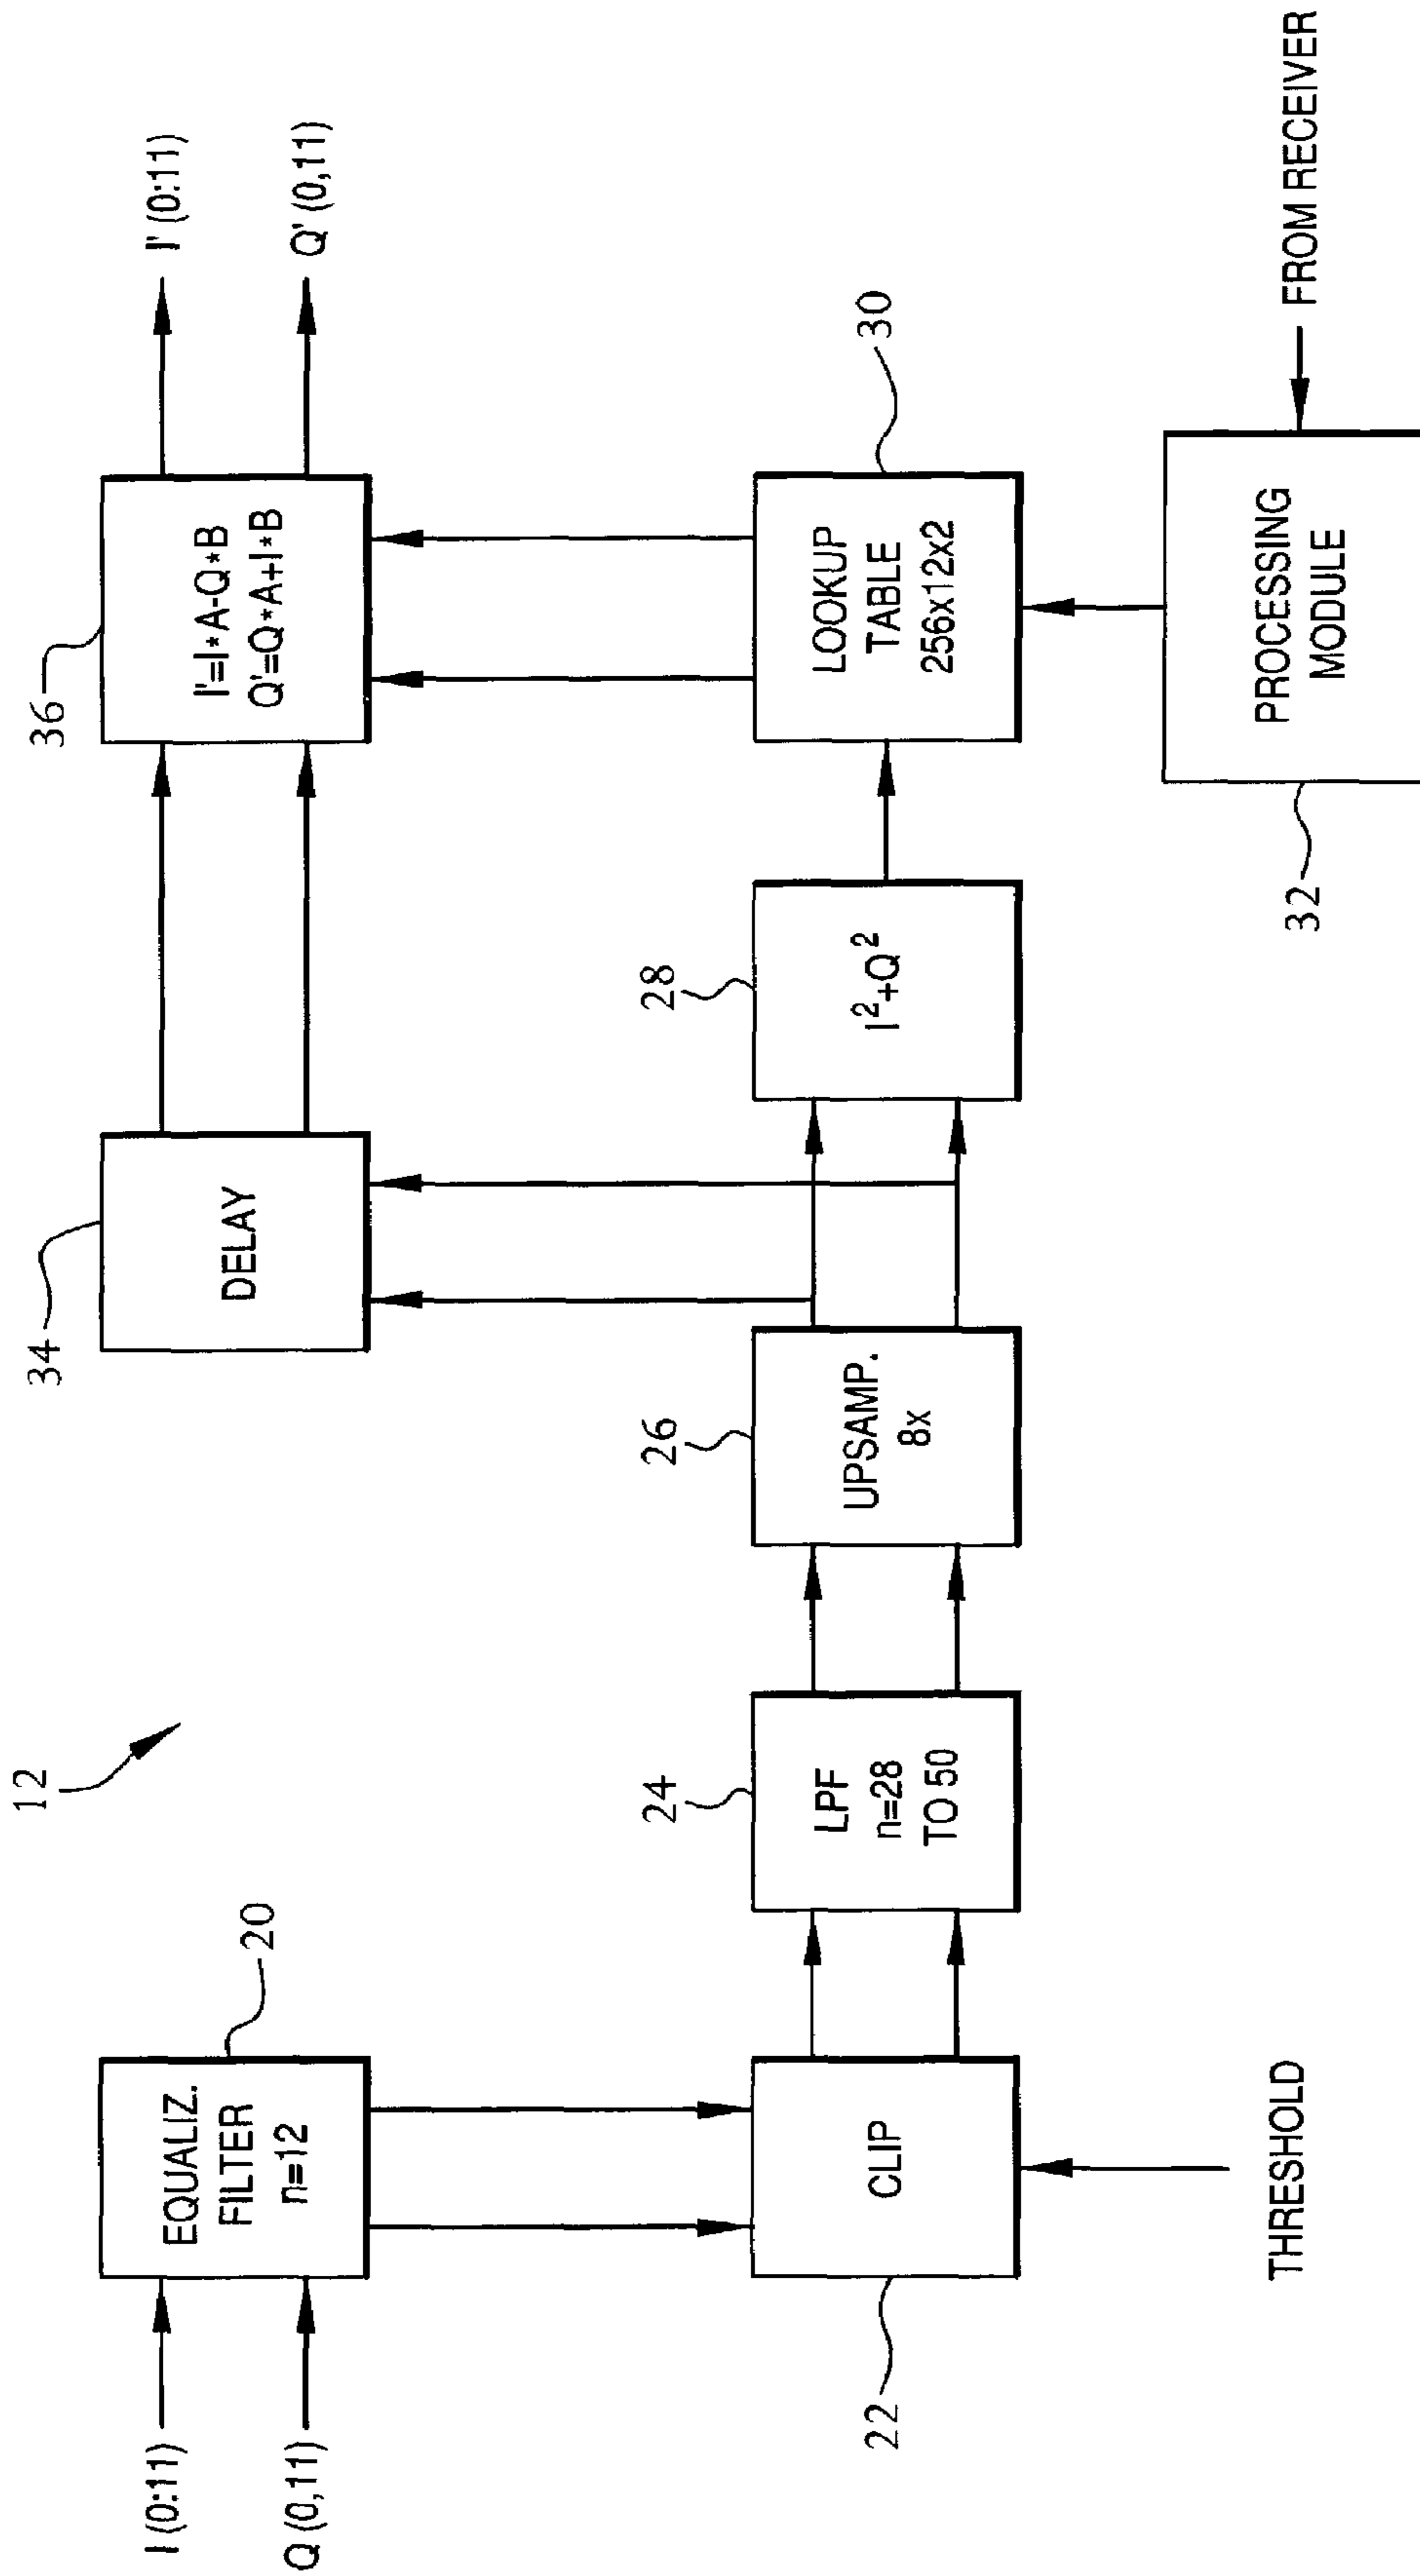 12
I (0:11)
Q (0,11)
EQUALIZ.
FILTER
n=12
20
CLIP
22
THRESHOLD
LPF
n=28
TO 50
24
UPSAMP.
8x
26
DELAY
34
I²+Q²
28
LOOKUP
TABLE
256x12x2
30
PROCESSING
MODULE
32
FROM RECEIVER
I'=I*A-Q*B
Q'=Q*A+I*B
36
I' (0:11)
Q' (0,11)